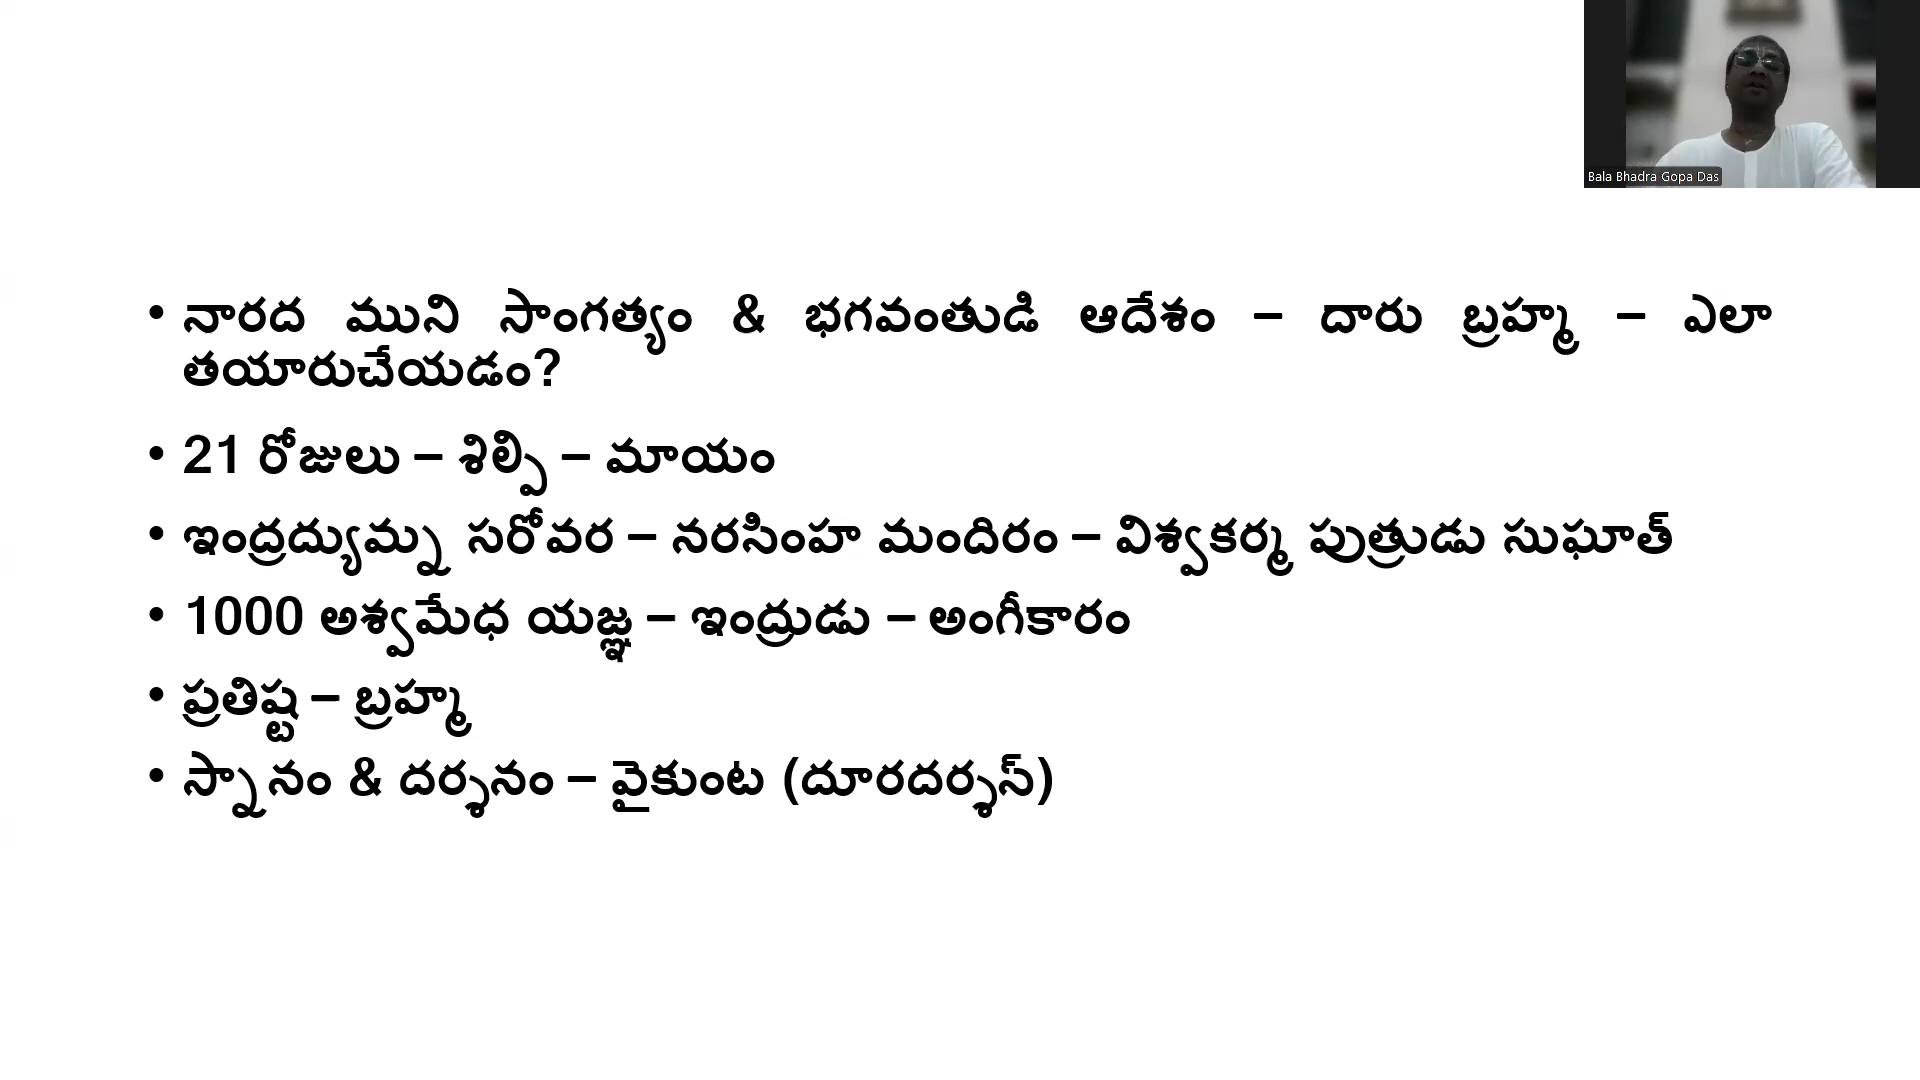 Bala Bhadra Gopa Das
• నారద ముని సాంగత్యం & భగవంతుడి ఆదేశం – దారు బ్రహ్మ – ఎలా
తయారుచేయడం?
• 21 రోజులు – శిల్పి – మాయం
• ఇంద్రద్యుమ్న సరోవర – నరసింహ మందిరం – విశ్వకర్మ పుత్రుడు సుఘాత్
• 1000 అశ్వమేధ యజ్ఞ – ఇంద్రుడు – అంగీకారం
• ప్రతిష్ట – బ్రహ్మ
• స్నానం & దర్శనం – వైకుంట (దూరదర్శస్)